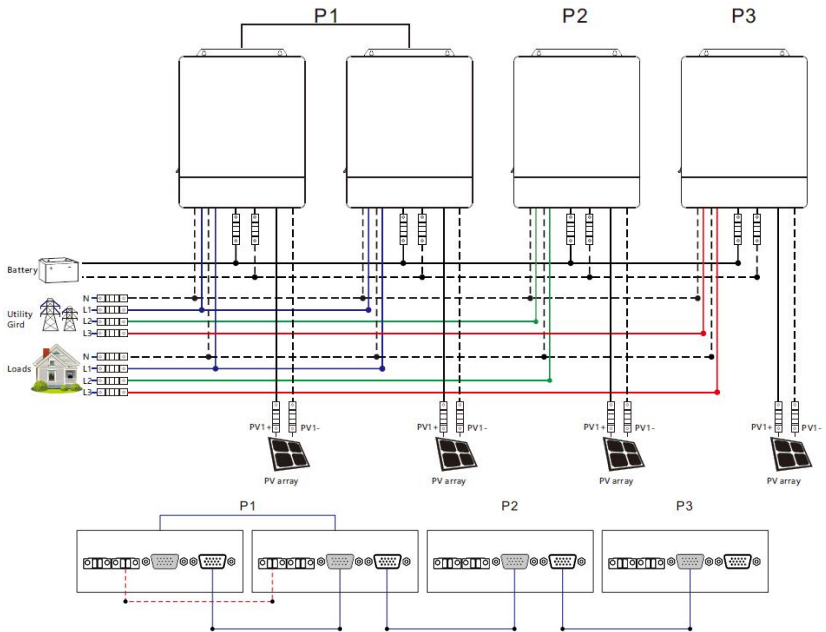 P1 P2 P3
Battery
N
L1
Utility
Gird
L2
L3
N
Loads
L1
L2
L3
PV1+ PV1- PV1+ PV1- PV1+ PV1- PV1+ PV1-
PV array PV array PV array PV array
P1 P2 P3